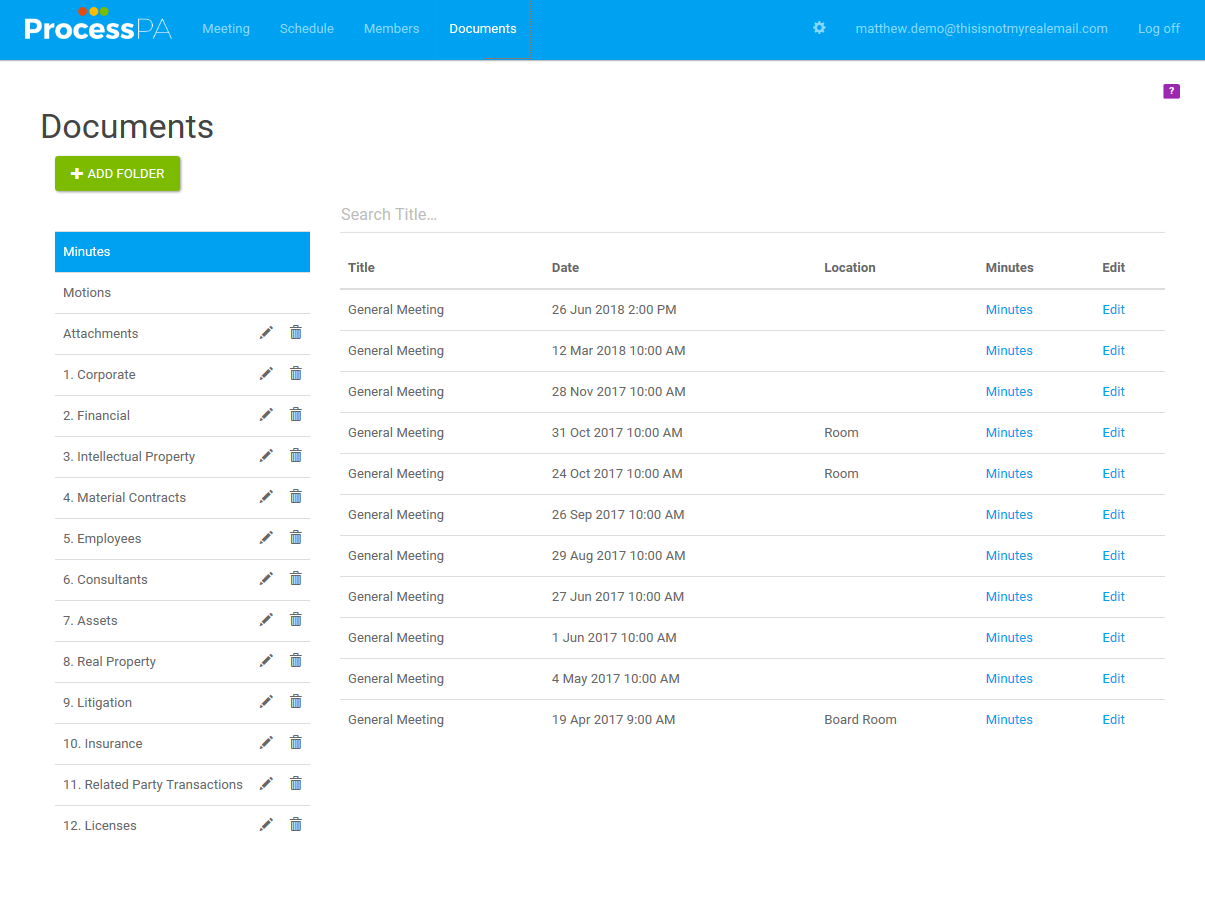 ProcessPA Meeting Schedule Members Documents matthew.demo@thisisnotmyrealemail.com Log off
?
Documents
ADD FOLDER
Search Title...
Minutes
Motions
Attachments
1. Corporate
2. Financial
3. Intellectual Property
4. Material Contracts
5. Employees
6. Consultants
7. Assets
8. Real Property
9. Litigation
10. Insurance
11. Related Party Transactions
12. Licenses
Title Date Location Minutes Edit
General Meeting 26 Jun 2018 2:00 PM Minutes Edit
General Meeting 12 Mar 2018 10:00 AM Minutes Edit
General Meeting 28 Nov 2017 10:00 AM Minutes Edit
General Meeting 31 Oct 2017 10:00 AM Room Minutes Edit
General Meeting 24 Oct 2017 10:00 AM Room Minutes Edit
General Meeting 26 Sep 2017 10:00 AM Minutes Edit
General Meeting 29 Aug 2017 10:00 AM Minutes Edit
General Meeting 27 Jun 2017 10:00 AM Minutes Edit
General Meeting 1 Jun 2017 10:00 AM Minutes Edit
General Meeting 4 May 2017 10:00 AM Minutes Edit
General Meeting 19 Apr 2017 9:00 AM Board Room Minutes Edit